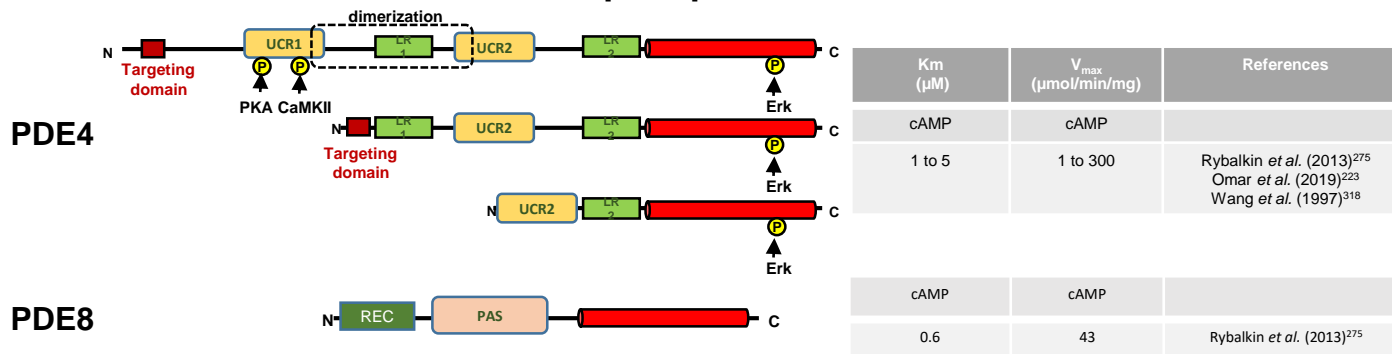 dimerization
N
UCR1
LR
1
UCR2
LR
2
C
P
P
P
Targeting
domain
PKA CaMKII
Erk
PDE4
N
LR
1
UCR2
LR
2
C
P
Targeting
domain
Erk
N
UCR2
LR
2
C
P
Erk
PDE8
N
REC
PAS
C
Km
(µM)
Vmax
(µmol/min/mg)
References
cAMP
cAMP
1 to 5
1 to 300
Rybalkin et al. (2013)275
Omar et al. (2019)223
Wang et al. (1997)318
cAMP
cAMP
0.6
43
Rybalkin et al. (2013)275